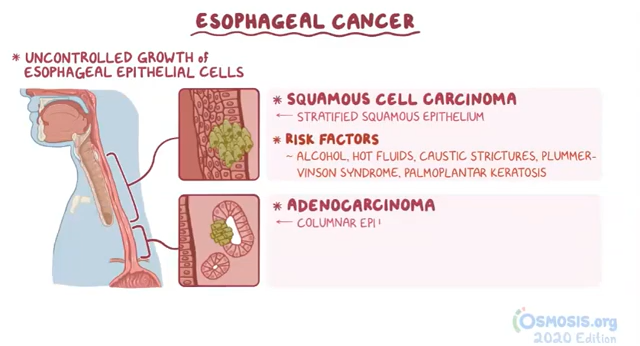 ESOPHAGEAL CANCER
* UNCONTROLLED GROWTH of
ESOPHAGEAL EPITHELIAL CELLS
* SQUAMOUS CELL CARCINOMA
← STRATIFIED SQUAMOUS EPITHELIUM
* RISK FACTORS
~ ALCOHOL, HOT FLUIDS, CAUSTIC STRICTURES, PLUMMER-
VINSON SYNDROME, PALMOPLANTAR KERATOSIS
* ADENOCARCINOMA
← COLUMNAR EPI
OSMOSIS.org
2020 Edition